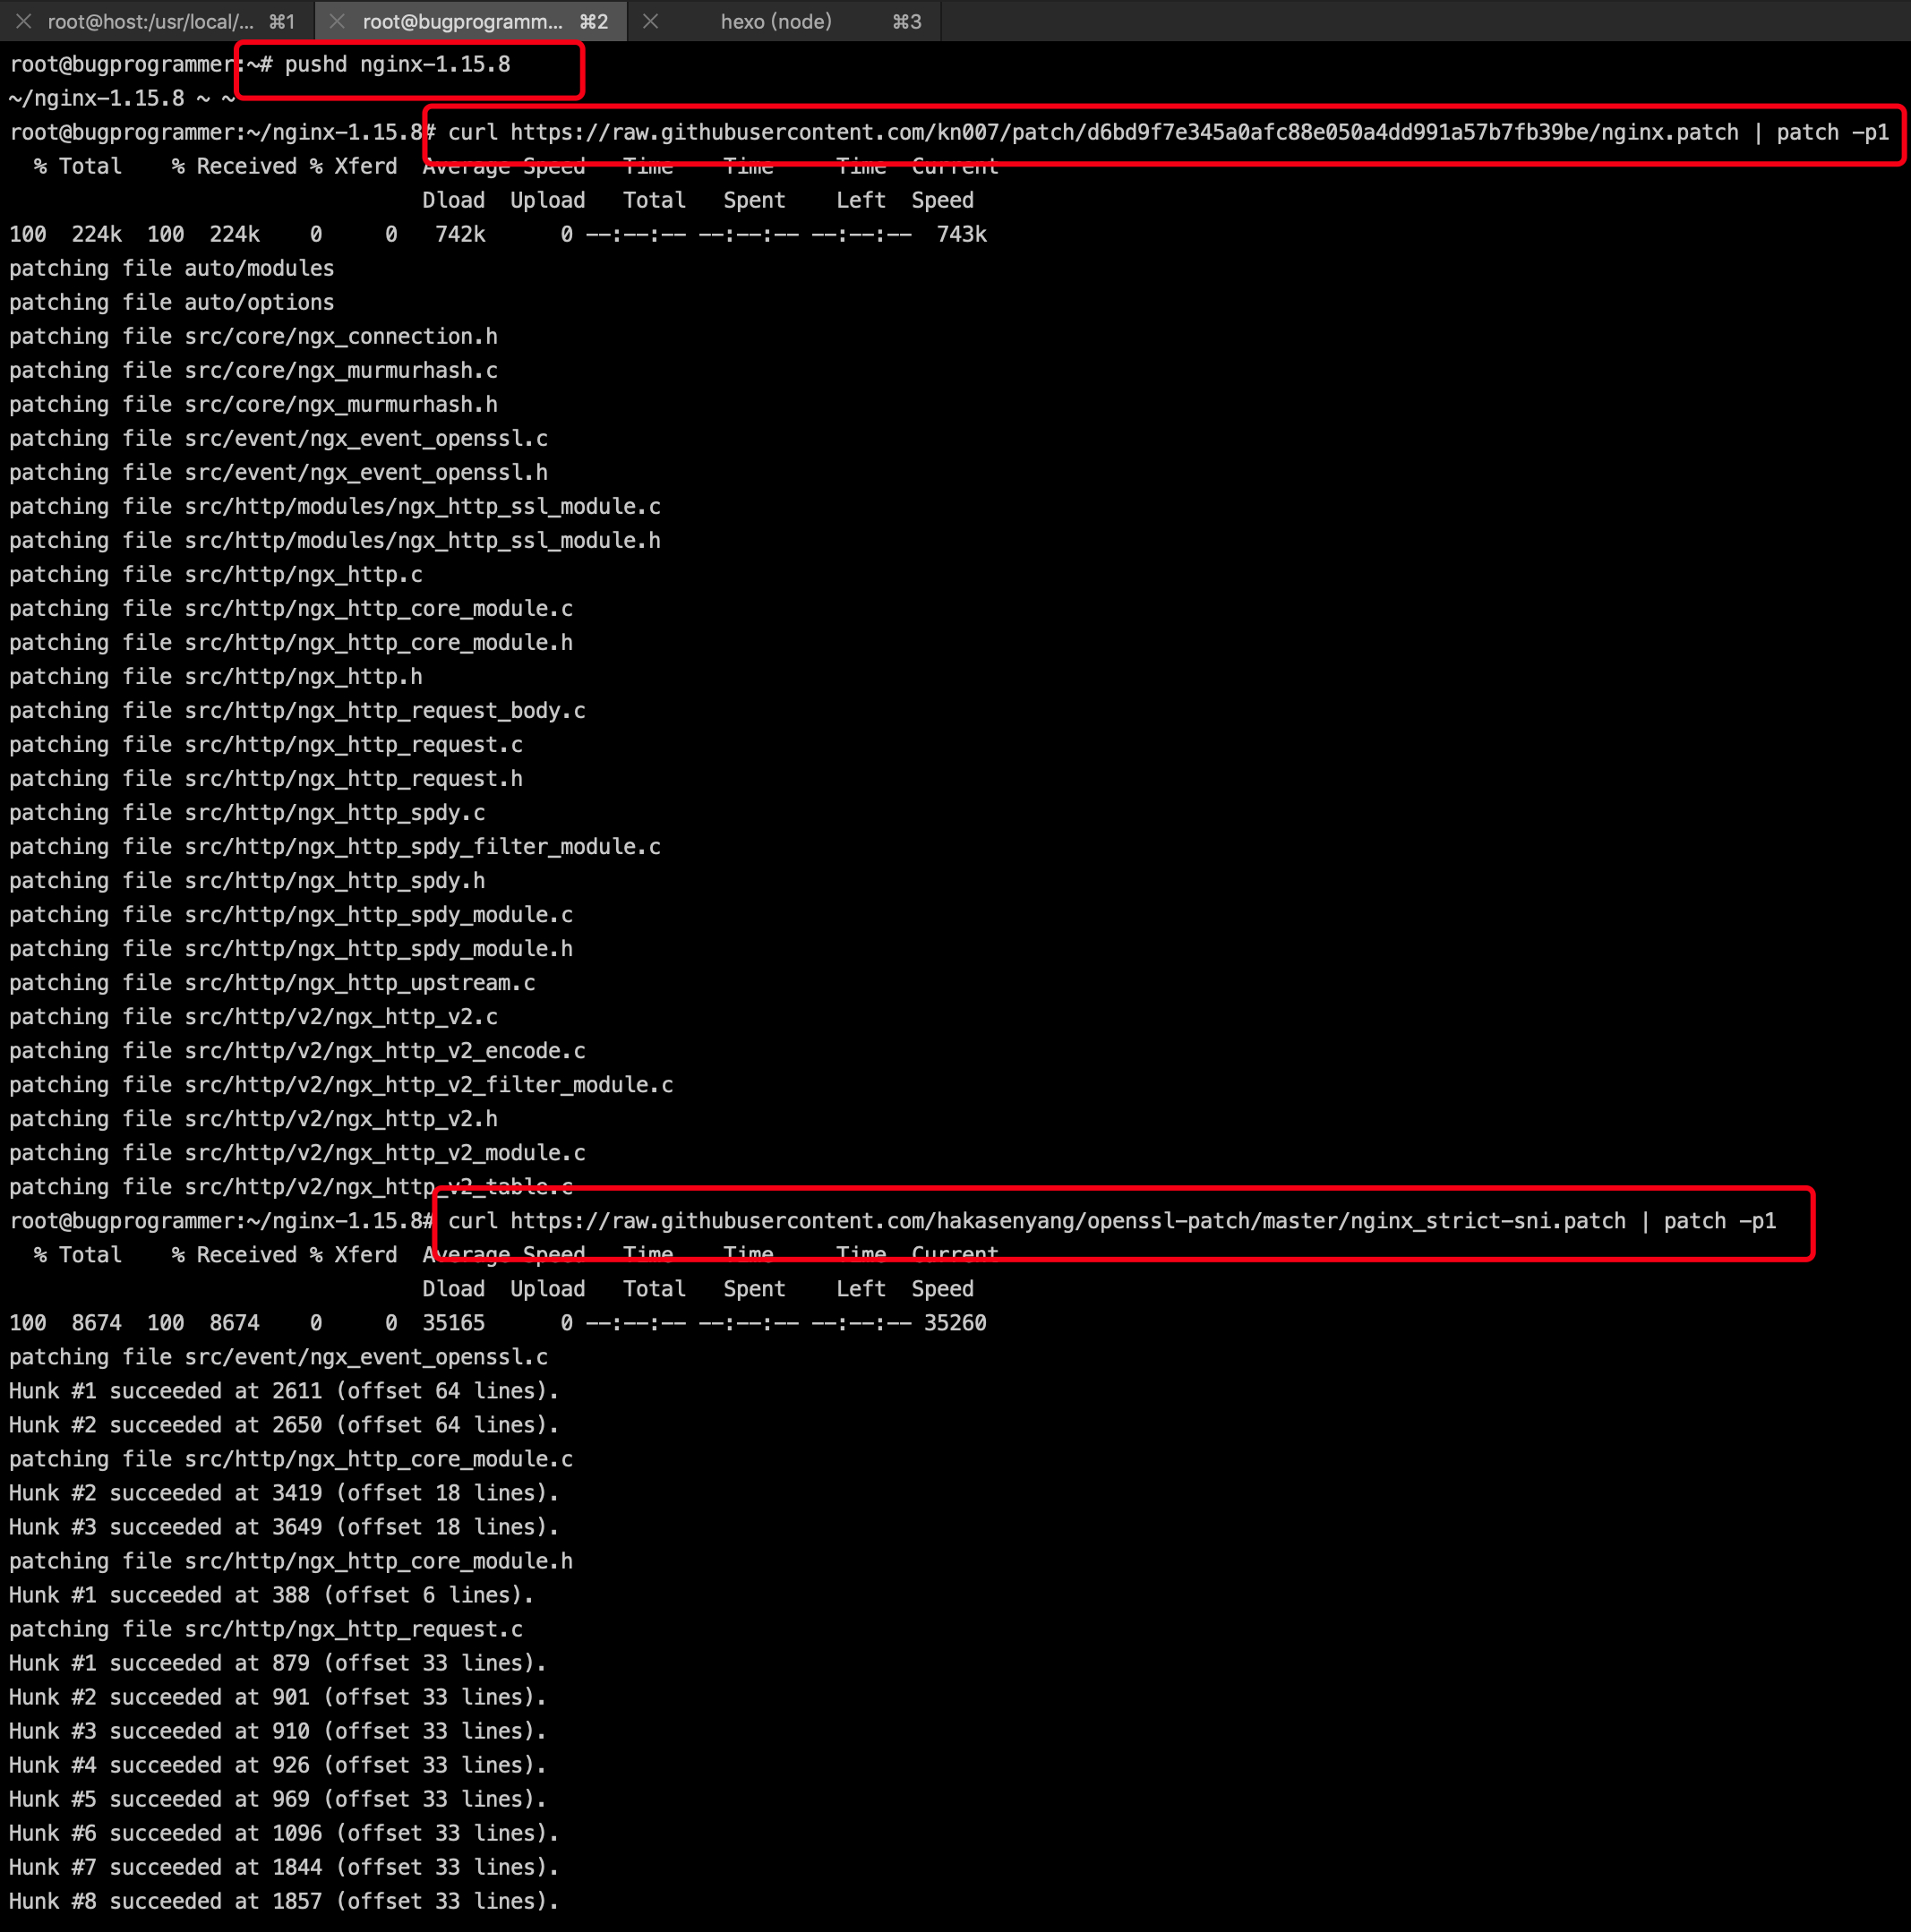 root@host:/usr/local/... ⌘1 root@bugprogramm... ⌘2 hexo (node) ⌘3
root@bugprogrammer:~# pushd nginx-1.15.8
~/nginx-1.15.8 ~ ~
root@bugprogrammer:~/nginx-1.15.8# curl https://raw.githubusercontent.com/kn007/patch/d6bd9f7e345a0afc88e050a4dd991a57b7fb39be/nginx.patch | patch -p1
% Total % Received % Xferd Average Speed Time Time Time Current
Dload Upload Total Spent Left Speed
100 224k 100 224k 0 0 742k 0 --:--:-- --:--:-- --:--:-- 743k
patching file auto/modules
patching file auto/options
patching file src/core/ngx_connection.h
patching file src/core/ngx_murmurhash.c
patching file src/core/ngx_murmurhash.h
patching file src/event/ngx_event_openssl.c
patching file src/event/ngx_event_openssl.h
patching file src/http/modules/ngx_http_ssl_module.c
patching file src/http/modules/ngx_http_ssl_module.h
patching file src/http/ngx_http.c
patching file src/http/ngx_http_core_module.c
patching file src/http/ngx_http_core_module.h
patching file src/http/ngx_http.h
patching file src/http/ngx_http_request_body.c
patching file src/http/ngx_http_request.c
patching file src/http/ngx_http_request.h
patching file src/http/ngx_http_spdy.c
patching file src/http/ngx_http_spdy_filter_module.c
patching file src/http/ngx_http_spdy.h
patching file src/http/ngx_http_spdy_module.c
patching file src/http/ngx_http_spdy_module.h
patching file src/http/ngx_http_upstream.c
patching file src/http/v2/ngx_http_v2.c
patching file src/http/v2/ngx_http_v2_encode.c
patching file src/http/v2/ngx_http_v2_filter_module.c
patching file src/http/v2/ngx_http_v2.h
patching file src/http/v2/ngx_http_v2_module.c
patching file src/http/v2/ngx_http_v2_table.c
root@bugprogrammer:~/nginx-1.15.8# curl https://raw.githubusercontent.com/hakasenyang/openssl-patch/master/nginx_strict-sni.patch | patch -p1
% Total % Received % Xferd Average Speed Time Time Time Current
Dload Upload Total Spent Left Speed
100 8674 100 8674 0 0 35165 0 --:--:-- --:--:-- --:--:-- 35260
patching file src/event/ngx_event_openssl.c
Hunk #1 succeeded at 2611 (offset 64 lines).
Hunk #2 succeeded at 2650 (offset 64 lines).
patching file src/http/ngx_http_core_module.c
Hunk #2 succeeded at 3419 (offset 18 lines).
Hunk #3 succeeded at 3649 (offset 18 lines).
patching file src/http/ngx_http_core_module.h
Hunk #1 succeeded at 388 (offset 6 lines).
patching file src/http/ngx_http_request.c
Hunk #1 succeeded at 879 (offset 33 lines).
Hunk #2 succeeded at 901 (offset 33 lines).
Hunk #3 succeeded at 910 (offset 33 lines).
Hunk #4 succeeded at 926 (offset 33 lines).
Hunk #5 succeeded at 969 (offset 33 lines).
Hunk #6 succeeded at 1096 (offset 33 lines).
Hunk #7 succeeded at 1844 (offset 33 lines).
Hunk #8 succeeded at 1857 (offset 33 lines).